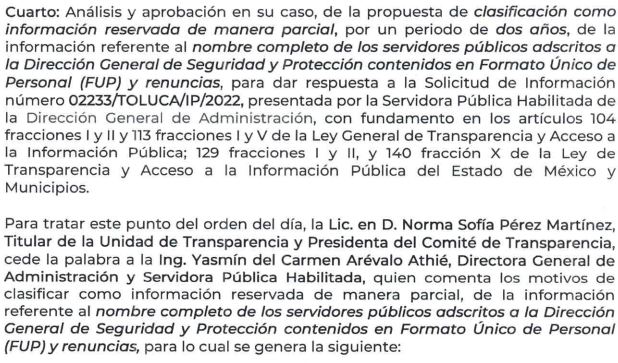 Cuarto: Análisis y aprobación en su caso, de la propuesta de clasificación como
información reservada de manera parcial, por un periodo de dos años, de la
información referente al nombre completo de los servidores públicos adscritos a
la Dirección General de Seguridad y Protección contenidos en Formato Único de
Personal (FUP) y renuncias, para dar respuesta a la Solicitud de Información
número 02233/TOLUCA/IP/2022, presentada por la Servidora Pública Habilitada de
la Dirección General de Administración, con fundamento en los artículos 104
fracciones I y II y 113 fracciones I y V de la Ley General de Transparencia y Acceso a
la Información Pública; 129 fracciones I y II, y 140 fracción X de la Ley de
Transparencia y Acceso a la Información Pública del Estado de México y
Municipios.
Para tratar este punto del orden del día, la Lic. en D. Norma Sofía Pérez Martínez,
Titular de la Unidad de Transparencia y Presidenta del Comité de Transparencia,
cede la palabra a la Ing. Yasmín del Carmen Arévalo Athié, Directora General de
Administración y Servidora Pública Habilitada, quien comenta los motivos de
clasificar como información reservada de manera parcial, de la información
referente al nombre completo de los servidores públicos adscritos a la Dirección
General de Seguridad y Protección contenidos en Formato Único de Personal
(FUP) y renuncias, para lo cual se genera la siguiente: